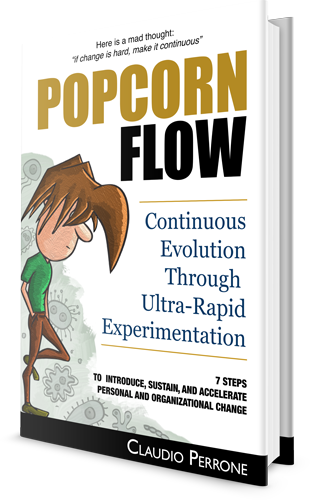 Here is a mad thought:
"if change is hard, make it continuous"
POPCORN
FLOW
Continuous
Evolution
Through
Ultra-Rapid
Experimentation
7 STEPS
TO INTRODUCE, SUSTAIN, AND ACCELERATE
PERSONAL AND ORGANIZATIONAL CHANGE
CLAUDIO PERRONE